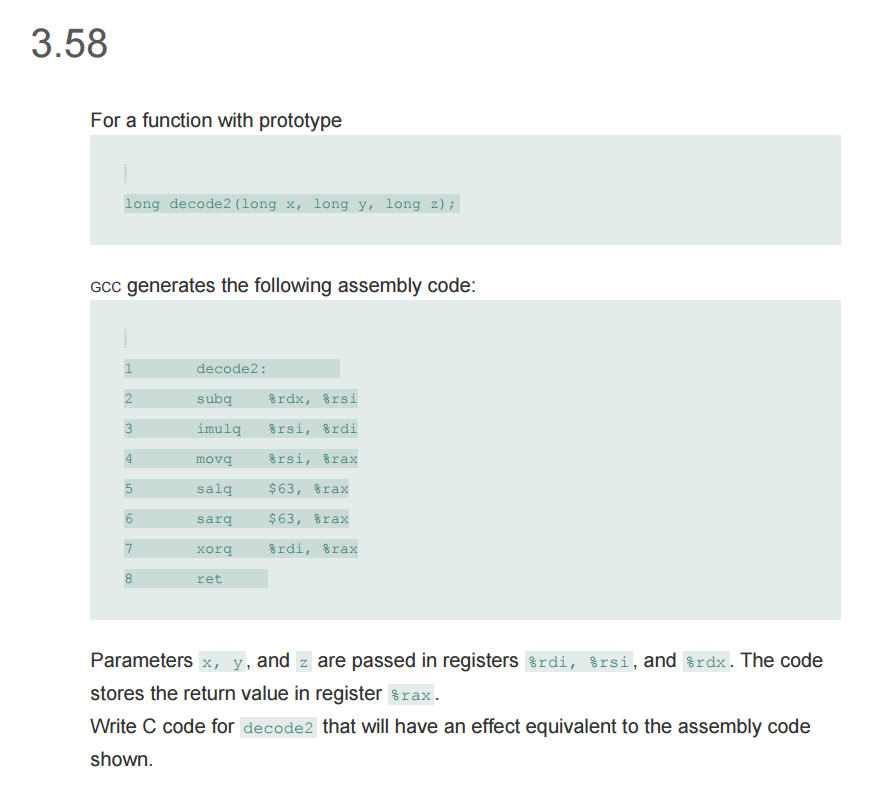 3.58
For a function with prototype
long decode2(long x, long y, long z);
GCC generates the following assembly code:
1 decode2:
2 subq %rdx, %rsi
3 imulq %rsi, %rdi
4 movq %rsi, %rax
5 salq $63, %rax
6 sarq $63, %rax
7 xorq %rdi, %rax
8 ret
Parameters x, y, and z are passed in registers %rdi, %rsi, and %rdx. The code
stores the return value in register %rax.
Write C code for decode2 that will have an effect equivalent to the assembly code
shown.